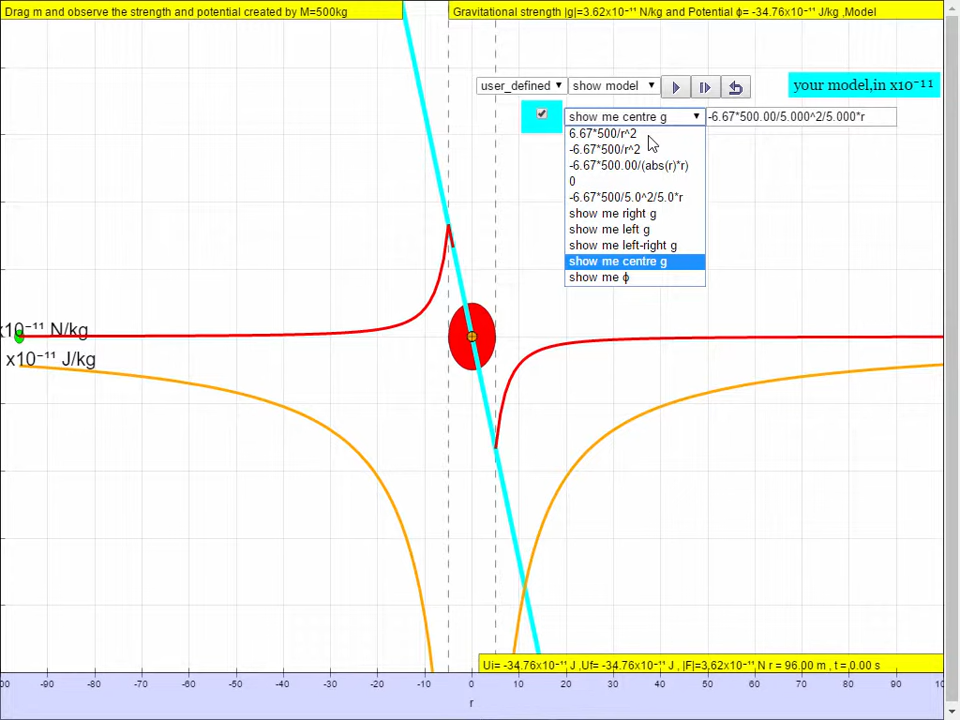 Drag m and observe the strength and potential created by M=500kg
Gravitational strength |g|=3.62x10⁻¹¹ N/kg and Potential ϕ= -34.76x10⁻¹¹ J/kg ,Model
user_defined
show model
your model,in x10⁻¹¹
show me centre g
-6.67*500.00/5.000^2/5.000*r
6.67*500/r^2
-6.67*500/r^2
-6.67*500.00/(abs(r)*r)
0
-6.67*500/5.0^2/5.0*r
show me right g
show me left g
show me left-right g
show me centre g
show me ϕ
x10⁻¹¹ N/kg
x10⁻¹¹ J/kg
Ui= -34.76x10⁻¹¹ J ,Uf= -34.76x10⁻¹¹ J , |F|=3.62x10⁻¹¹ N r = 96.00 m , t = 0.00 s
00 -90 -80 -70 -60 -50 -40 -30 -20 -10 0 10 20 30 40 50 60 70 80 90 10
r